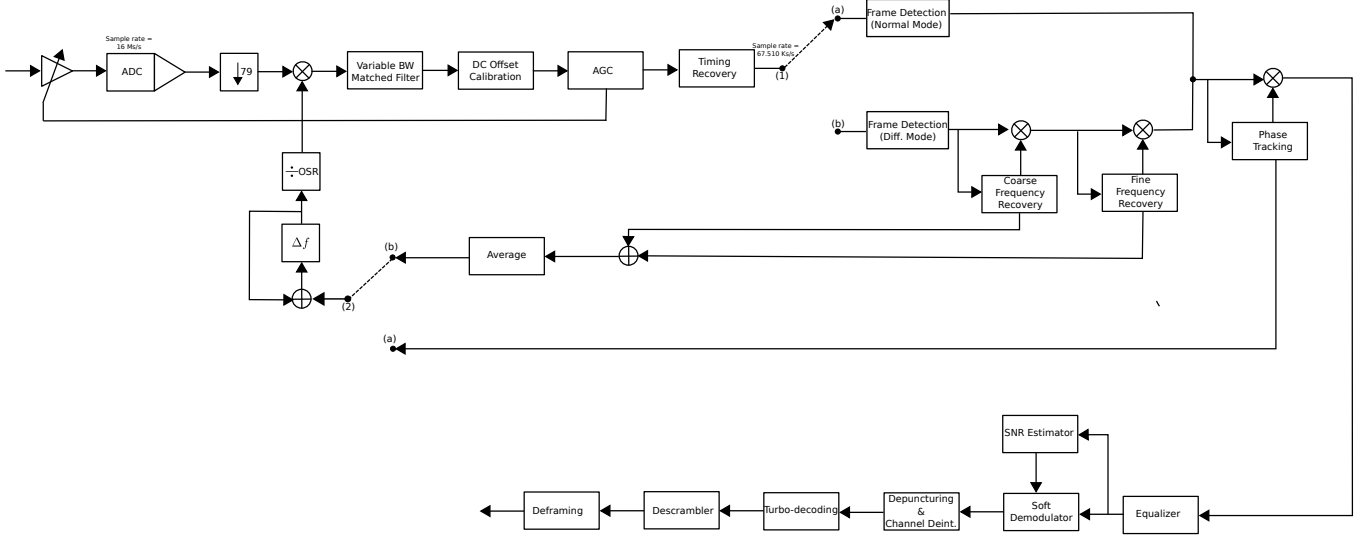 (a)
Frame Detection
(Normal Mode)
Sample rate =
16 Ms/s
Sample rate =
67.510 Ks/s
ADC
79
Variable BW
Matched Filter
DC Offset
Calibration
AGC
Timing
Recovery
(1)
(b)
Frame Detection
(Diff. Mode)
Phase
Tracking
÷OSR
Coarse
Frequency
Recovery
Fine
Frequency
Recovery
Δf
(b)
Average
(2)
(a)
SNR Estimator
Deframing
Descrambler
Turbo-decoding
Depuncturing
&
Channel Deint.
Soft
Demodulator
Equalizer